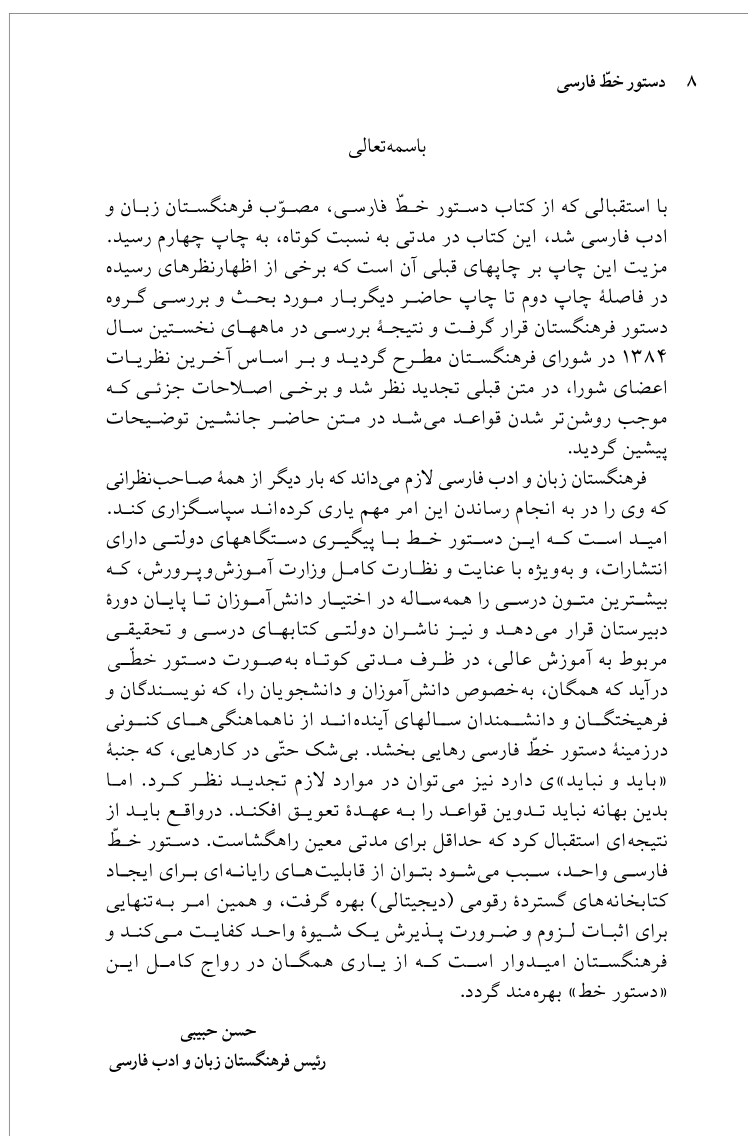 ۸ دستور خطّ فارسی
باسمه‌تعالی
با استقبالی که از کتاب دستور خطّ فارسی، مصوّب فرهنگستان زبان و
ادب فارسی شد، این کتاب در مدتی به نسبت کوتاه، به چاپ چهارم رسید.
مزیت این چاپ بر چاپهای قبلی آن است که برخی از اظهارنظرهای رسیده
در فاصلهٔ چاپ دوم تا چاپ حاضر دیگربار مورد بحث و بررسی گروه
دستور فرهنگستان قرار گرفت و نتیجهٔ بررسی در ماههای نخستین سال
۱۳۸۴ در شورای فرهنگستان مطرح گردید و بر اساس آخرین نظریات
اعضای شورا، در متن قبلی تجدید نظر شد و برخی اصلاحات جزئی که
موجب روشن‌تر شدن قواعد می‌شد در متن حاضر جانشین توضیحات
پیشین گردید.
فرهنگستان زبان و ادب فارسی لازم می‌داند که بار دیگر از همهٔ صاحب‌نظرانی
که وی را در به انجام رساندن این امر مهم یاری کرده‌اند سپاسگزاری کند.
امید است که این دستور خط با پیگیری دستگاههای دولتی دارای
انتشارات، و به‌ویژه با عنایت و نظارت کامل وزارت آموزش‌وپرورش، که
بیشترین متون درسی را همه‌ساله در اختیار دانش‌آموزان تا پایان دورهٔ
دبیرستان قرار می‌دهد و نیز ناشران دولتی کتابهای درسی و تحقیقی
مربوط به آموزش عالی، در ظرف مدتی کوتاه به‌صورت دستور خطّی
درآید که همگان، به‌خصوص دانش‌آموزان و دانشجویان را، که نویسندگان و
فرهیختگان و دانشمندان سالهای آینده‌اند از ناهماهنگی‌های کنونی
درزمینهٔ دستور خطّ فارسی رهایی بخشد. بی‌شک حتّی در کارهایی، که جنبهٔ
«باید و نباید»ی دارد نیز می‌توان در موارد لازم تجدید نظر کرد. اما
بدین بهانه نباید تدوین قواعد را به عهدهٔ تعویق افکند. درواقع باید از
نتیجه‌ای استقبال کرد که حداقل برای مدتی معین راهگشاست. دستور خطّ
فارسی واحد، سبب می‌شود بتوان از قابلیت‌های رایانه‌ای برای ایجاد
کتابخانه‌های گستردهٔ رقومی (دیجیتالی) بهره گرفت، و همین امر به‌تنهایی
برای اثبات لزوم و ضرورت پذیرش یک شیوهٔ واحد کفایت می‌کند و
فرهنگستان امیدوار است که از یاری همگان در رواج کامل این
«دستور خط» بهره‌مند گردد.
حسن حبیبی
رئیس فرهنگستان زبان و ادب فارسی